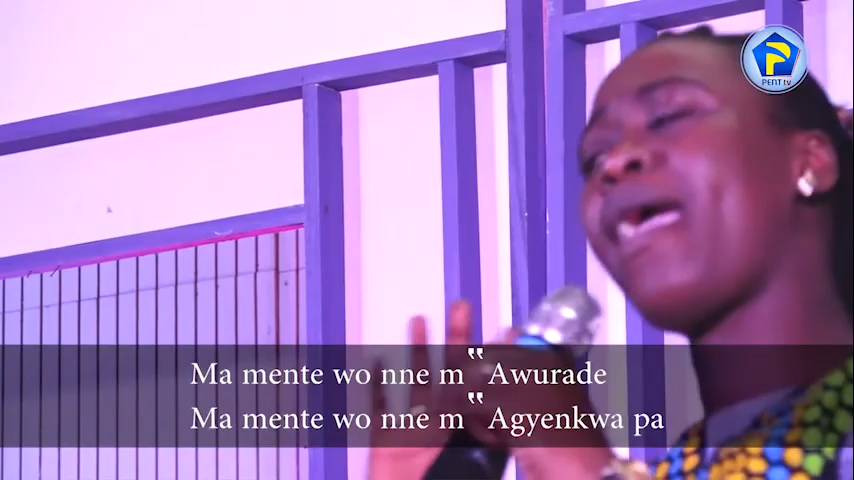 PENT tv
Ma mente wo nne m‟ Awurade
Ma mente wo nne m‟ Agyenkwa pa